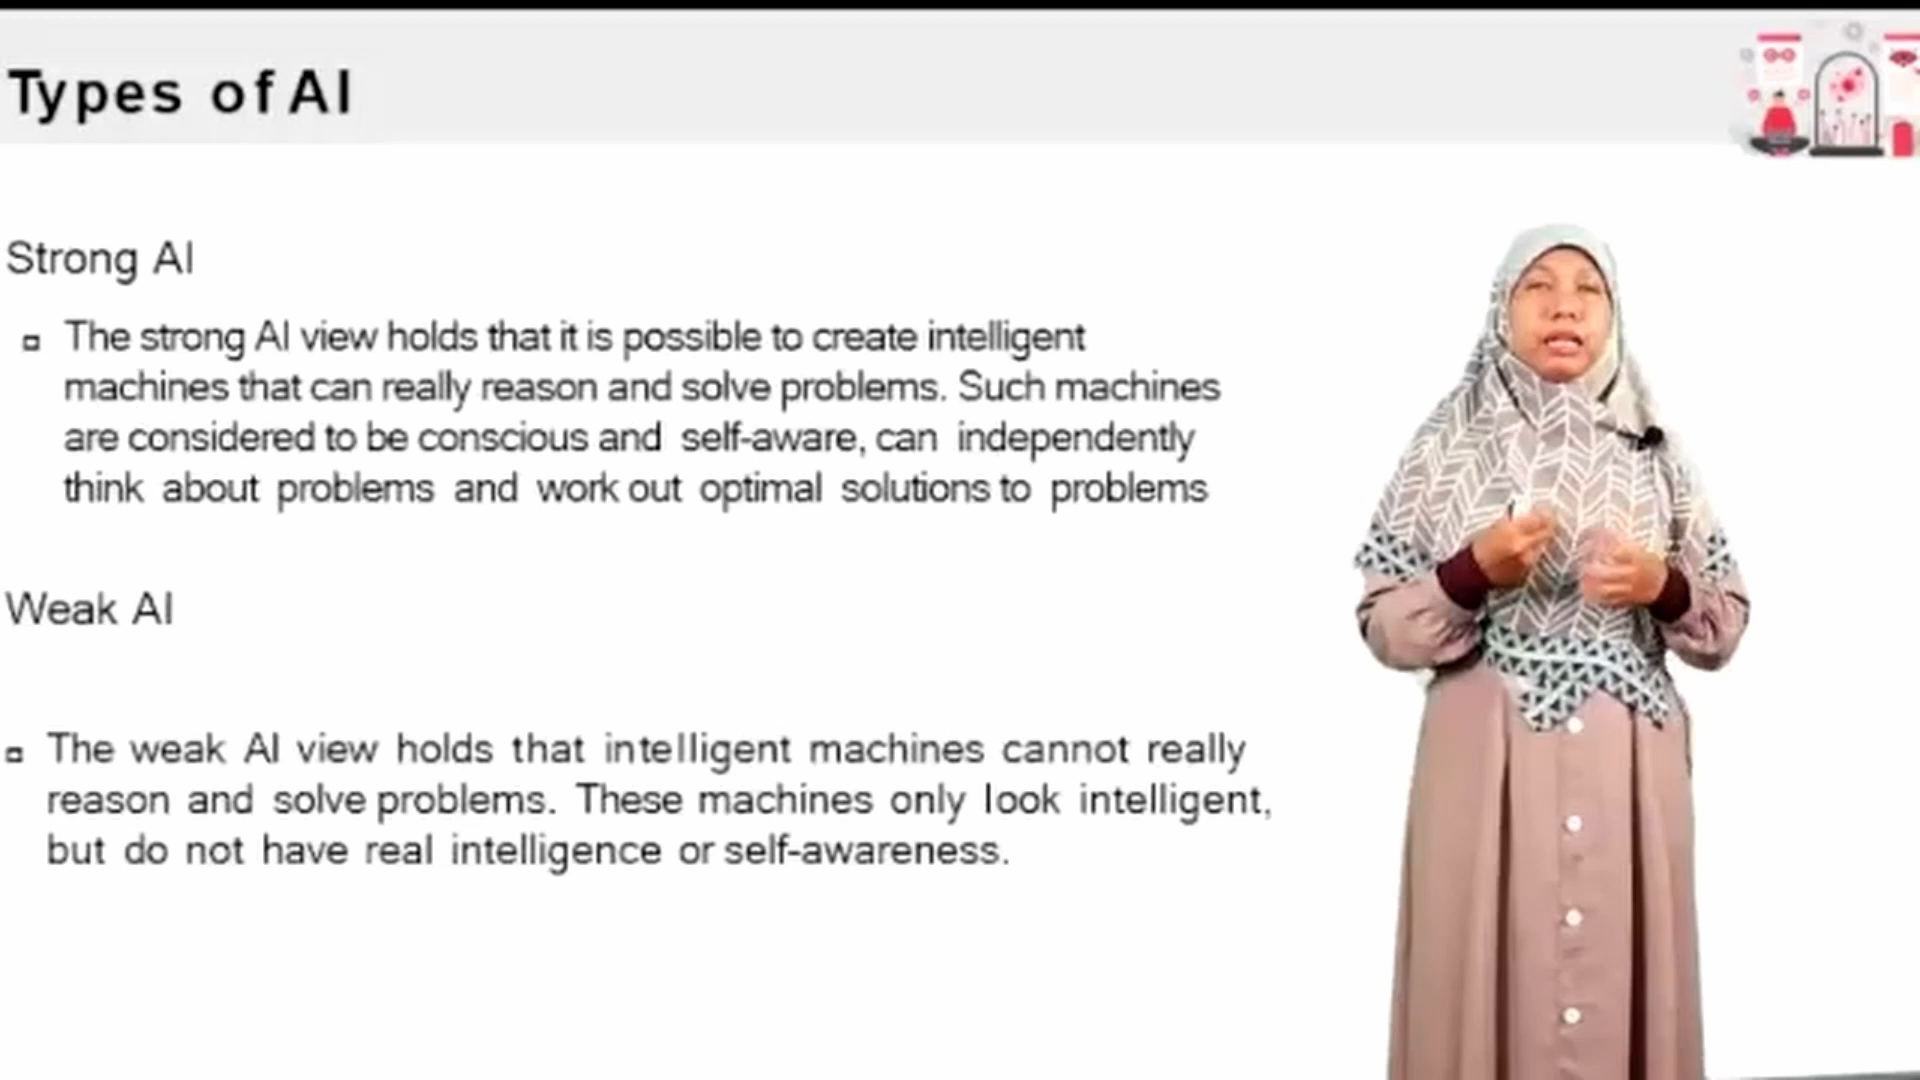 Types of AI
Strong AI
The strong AI view holds that it is possible to create intelligent
machines that can really reason and solve problems. Such machines
are considered to be conscious and self-aware, can independently
think about problems and work out optimal solutions to problems
Weak AI
The weak AI view holds that intelligent machines cannot really
reason and solve problems. These machines only look intelligent,
but do not have real intelligence or self-awareness.